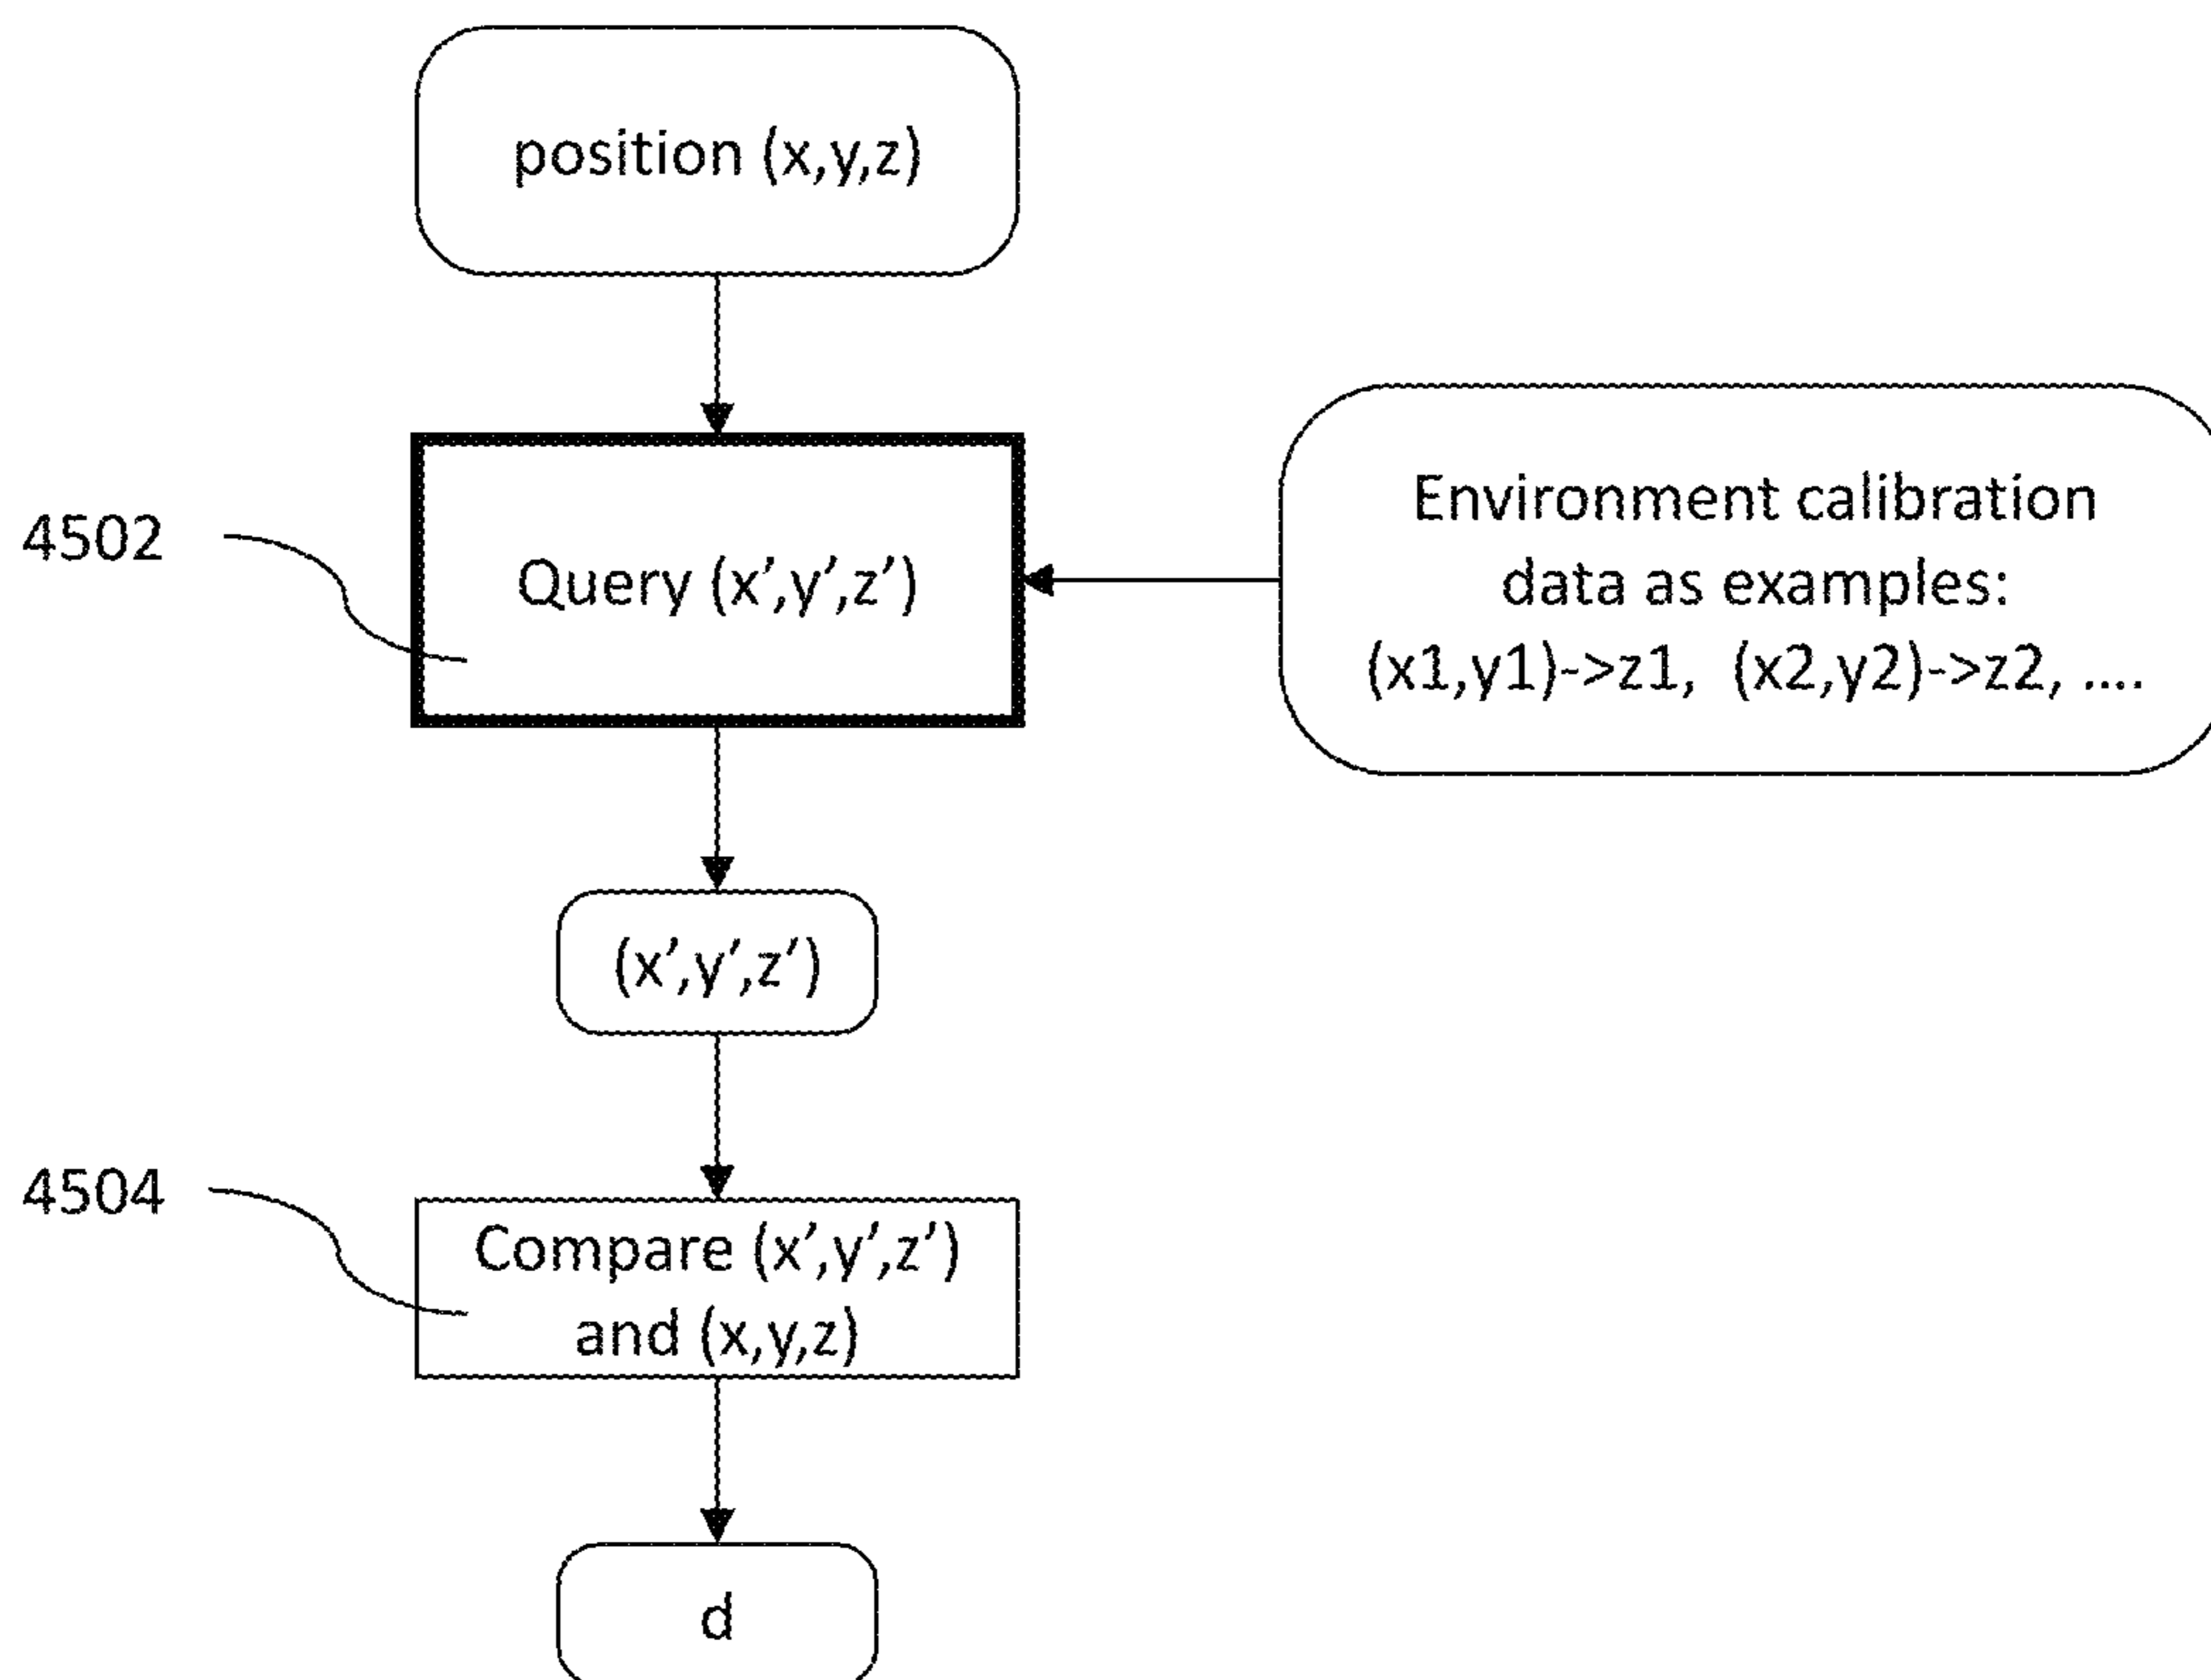 position (x,y,z)
4502
Query (x′,y′,z′)
Environment calibration
data as examples:
(x1,y1)->z1,  (x2,y2)->z2, ....
(x′,y′,z′)
4504
Compare (x′,y′,z′)
and (x,y,z)
d